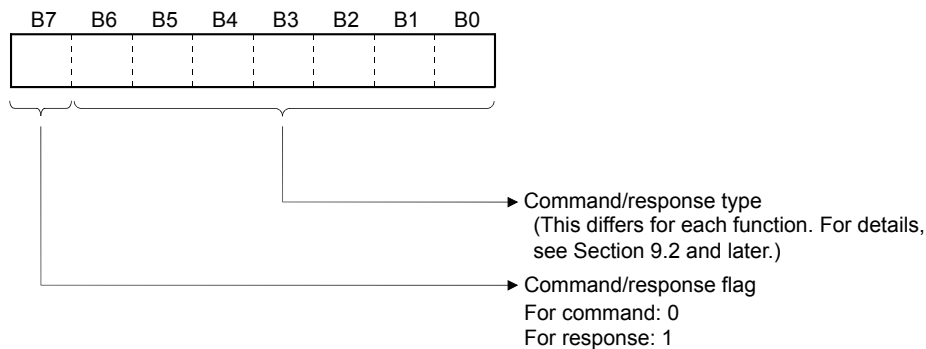 B7 B6 B5 B4 B3 B2 B1 B0
Command/response type
(This differs for each function. For details,
see Section 9.2 and later.)
Command/response flag
For command: 0
For response: 1